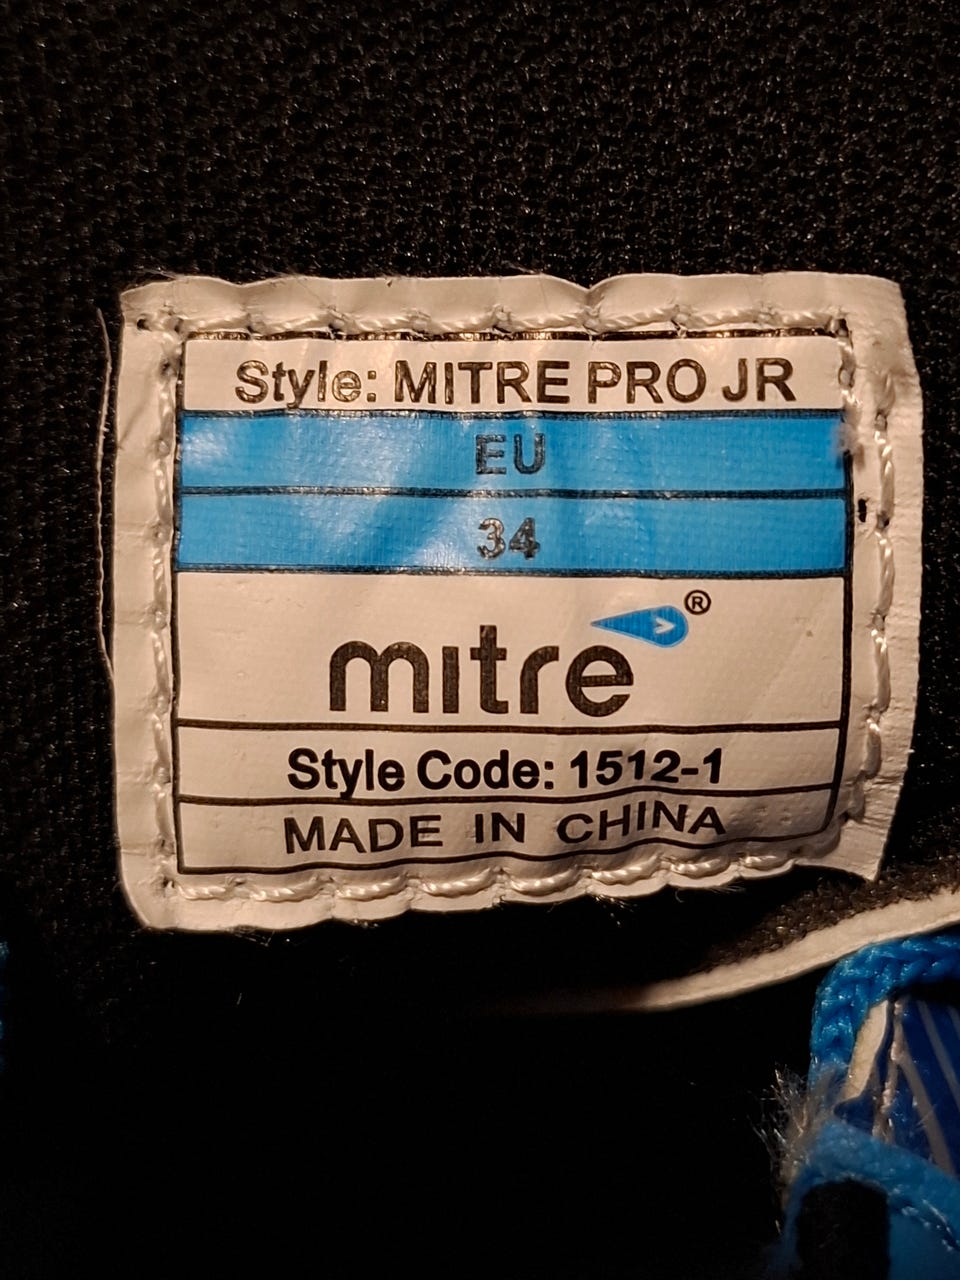 Style: MITRE PRO JR
EU
34
mitre ®
Style Code: 1512-1
MADE IN CHINA